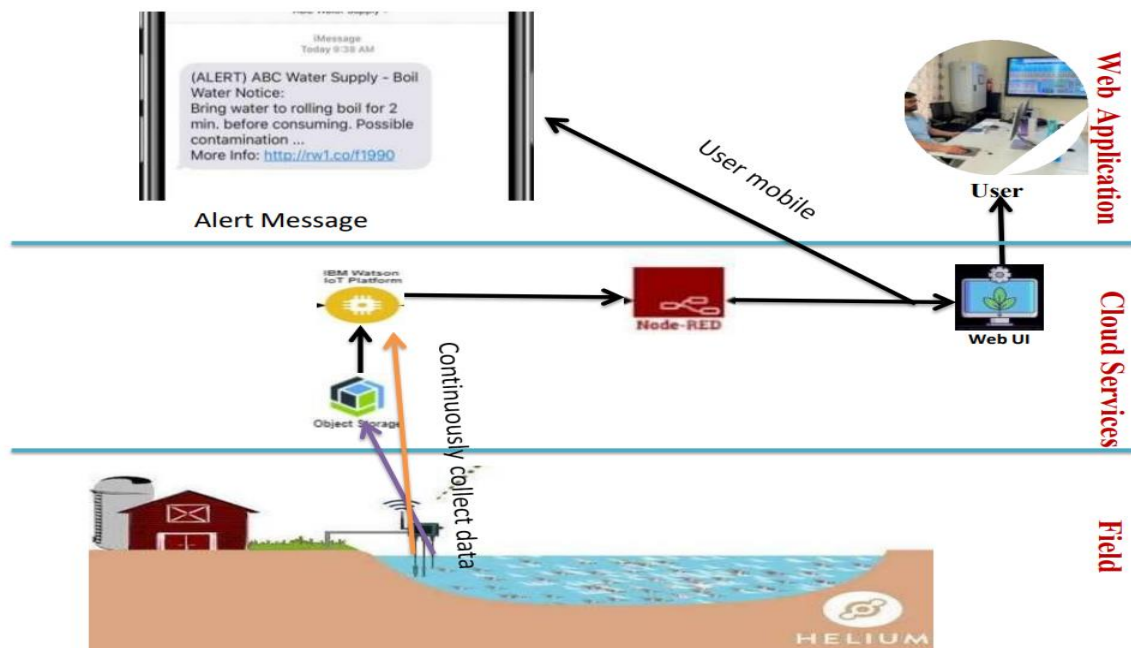 iMessage
Today 9:38 AM
(ALERT) ABC Water Supply - Boil
Water Notice:
Bring water to rolling boil for 2
min. before consuming. Possible
contamination ...
More Info: http://rw1.co/f1990
Alert Message
User mobile
User
Web Application
IBM Watson
IoT Platform
Node-RED
Web UI
Object Storage
Continuously collect data
Cloud Services
Field
HELIUM